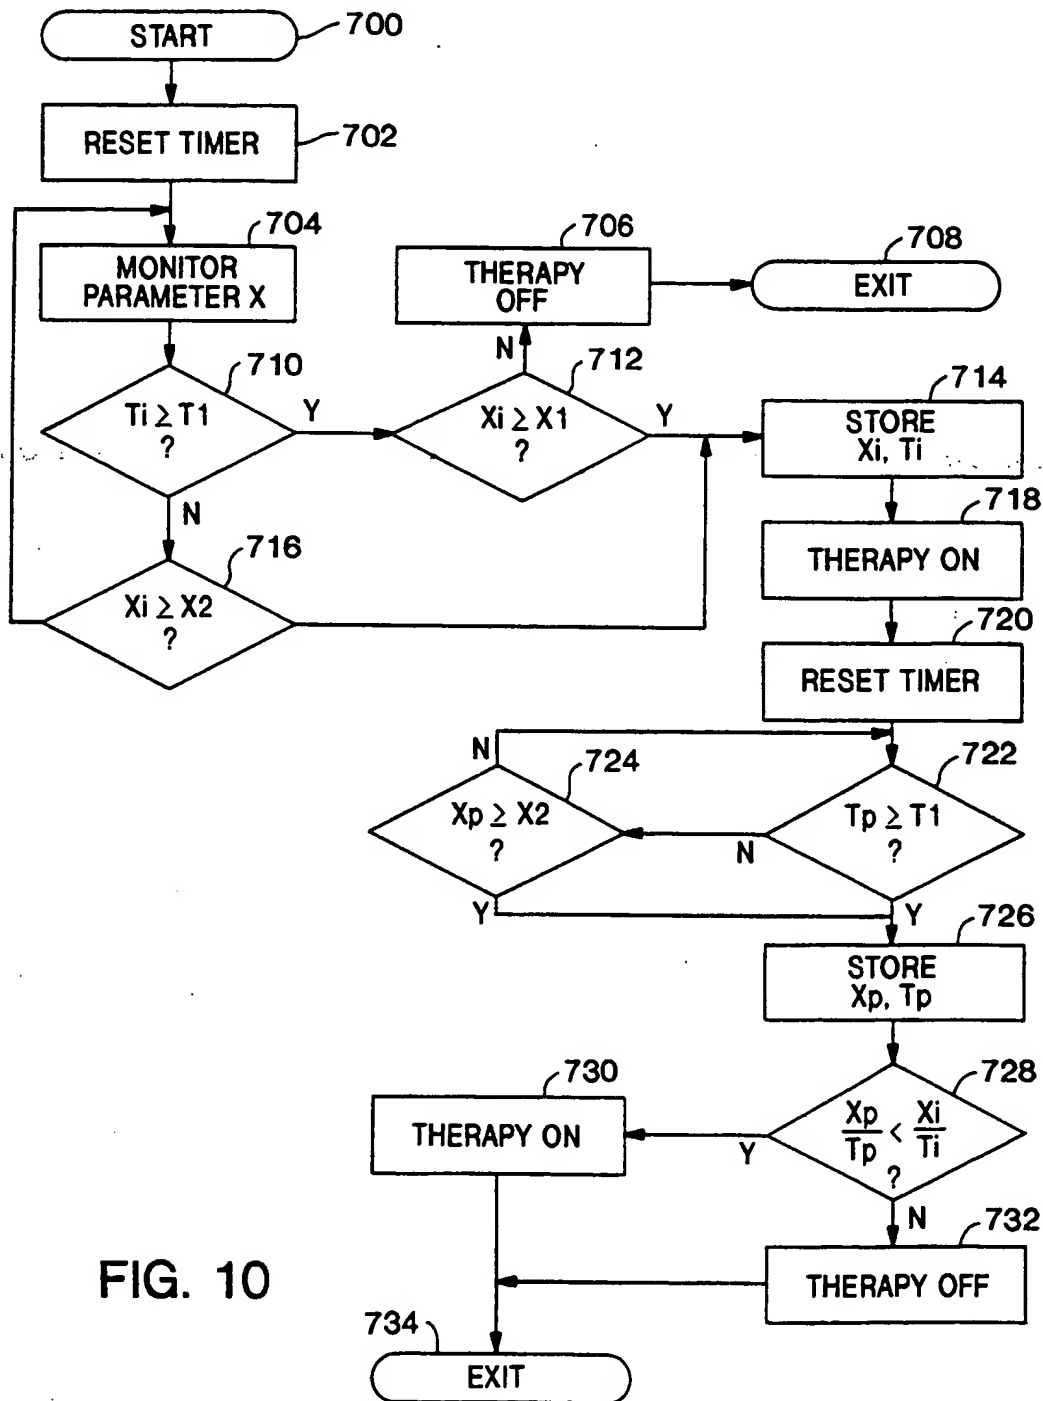 START
700
RESET TIMER
702
704
MONITOR
PARAMETER X
706
THERAPY
OFF
708
EXIT
710
Ti ≥ T1
?
Y
N
712
Xi ≥ X1
?
N
Y
714
STORE
Xi, Ti
716
Xi ≥ X2
?
718
THERAPY ON
720
RESET TIMER
722
Tp ≥ T1
?
N
Y
724
Xp ≥ X2
?
N
Y
726
STORE
Xp, Tp
728
Xp/Tp < Xi/Ti
?
Y
N
730
THERAPY ON
732
THERAPY OFF
734
EXIT
FIG. 10